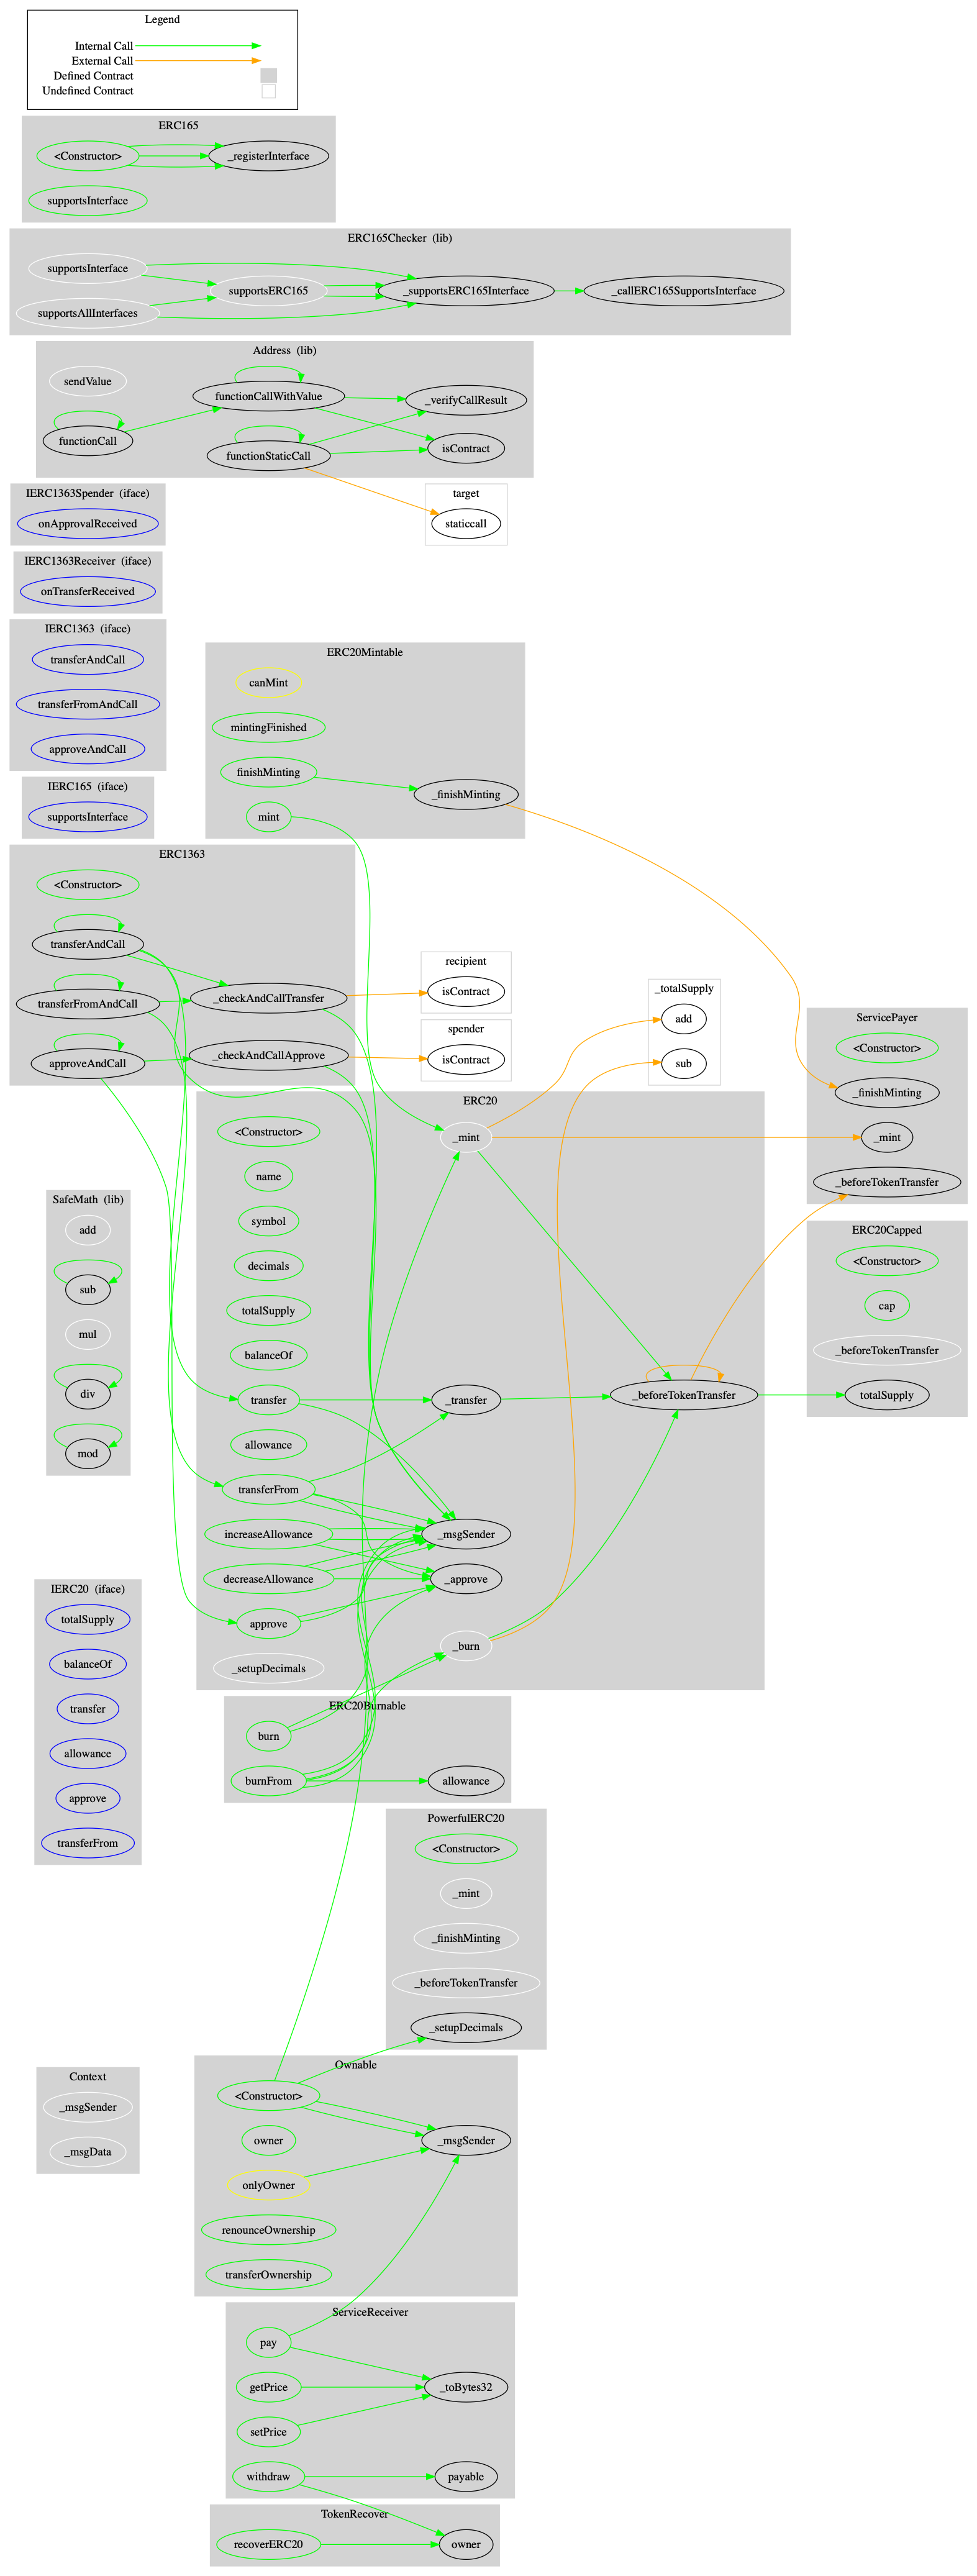 Legend
Internal Call
External Call
Defined Contract
Undefined Contract
ERC165
<Constructor>
_registerInterface
supportsInterface
ERC165Checker  (lib)
supportsInterface
supportsERC165
_supportsERC165Interface
_callERC165SupportsInterface
supportsAllInterfaces
Address  (lib)
sendValue
functionCallWithValue
_verifyCallResult
functionCall
functionStaticCall
isContract
IERC1363Spender  (iface)
onApprovalReceived
target
staticcall
IERC1363Receiver  (iface)
onTransferReceived
IERC1363  (iface)
transferAndCall
transferFromAndCall
approveAndCall
ERC20Mintable
canMint
mintingFinished
finishMinting
_finishMinting
mint
IERC165  (iface)
supportsInterface
ERC1363
<Constructor>
transferAndCall
transferFromAndCall
_checkAndCallTransfer
approveAndCall
_checkAndCallApprove
recipient
isContract
spender
isContract
_totalSupply
add
sub
ServicePayer
<Constructor>
_finishMinting
_mint
_beforeTokenTransfer
ERC20
<Constructor>
_mint
name
symbol
decimals
totalSupply
balanceOf
transfer
_transfer
_beforeTokenTransfer
allowance
transferFrom
increaseAllowance
_msgSender
decreaseAllowance
_approve
approve
_burn
_setupDecimals
ERC20Capped
<Constructor>
cap
_beforeTokenTransfer
totalSupply
SafeMath  (lib)
add
sub
mul
div
mod
IERC20  (iface)
totalSupply
balanceOf
transfer
allowance
approve
transferFrom
ERC20Burnable
burn
burnFrom
allowance
PowerfulERC20
<Constructor>
_mint
_finishMinting
_beforeTokenTransfer
_setupDecimals
Context
_msgSender
_msgData
Ownable
<Constructor>
owner
_msgSender
onlyOwner
renounceOwnership
transferOwnership
ServiceReceiver
pay
getPrice
_toBytes32
setPrice
withdraw
payable
TokenRecover
recoverERC20
owner